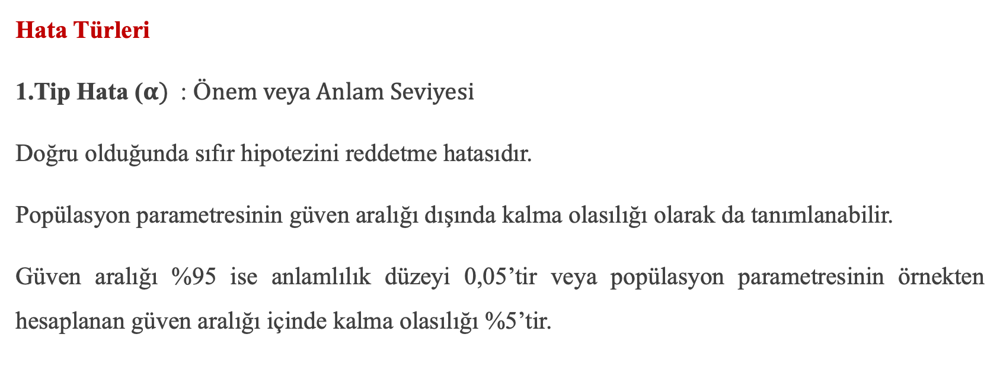 Hata Türleri
1.Tip Hata (α) : Önem veya Anlam Seviyesi
Doğru olduğunda sıfır hipotezini reddetme hatasıdır.
Popülasyon parametresinin güven aralığı dışında kalma olasılığı olarak da tanımlanabilir.
Güven aralığı %95 ise anlamlılık düzeyi 0,05’tir veya popülasyon parametresinin örnekten
hesaplanan güven aralığı içinde kalma olasılığı %5’tir.